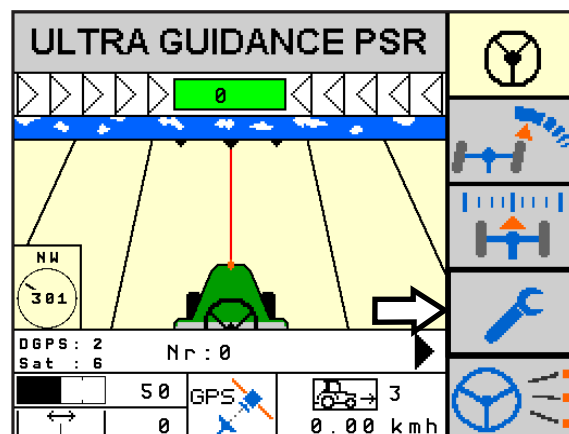 ULTRA GUIDANCE PSR
0
NW
301
DGPS: 2
Sat : 6
Nr:0
50
GPS
3
0
0.00 kmh